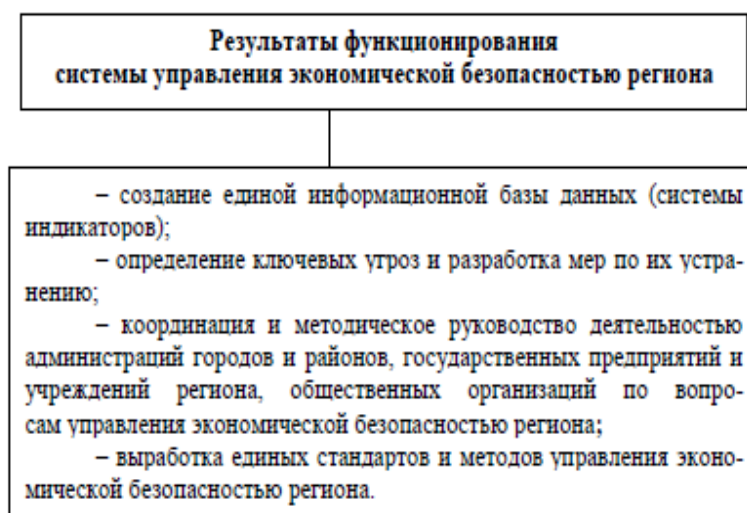 Результаты функционирования
системы управления экономической безопасностью региона
– создание единой информационной базы данных (системы
индикаторов);
– определение ключевых угроз и разработка мер по их устра-
нению;
– координация и методическое руководство деятельностью
администраций городов и районов, государственных предприятий и
учреждений региона, общественных организаций по вопро-
сам управления экономической безопасностью региона;
– выработка единых стандартов и методов управления эконо-
мической безопасностью региона.